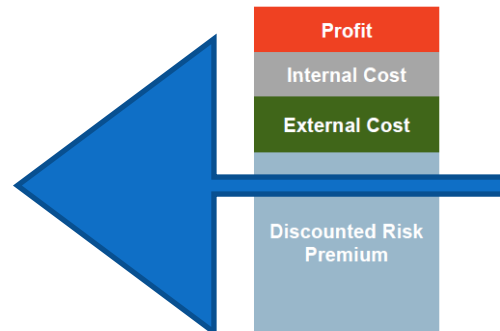 Profit
Internal Cost
External Cost
Discounted Risk
Premium